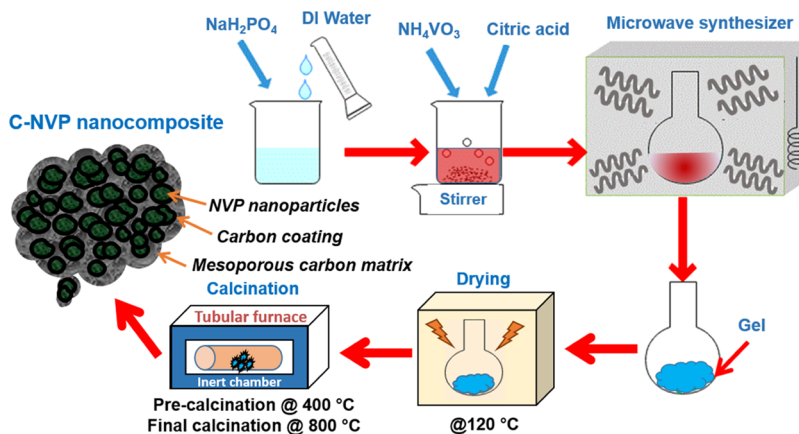 NaH₂PO₄
DI Water
NH₄VO₃
Citric acid
Microwave synthesizer
C-NVP nanocomposite
NVP nanoparticles
Carbon coating
Mesoporous carbon matrix
Stirrer
Gel
Drying
@120 °C
Calcination
Tubular furnace
Inert chamber
Pre-calcination @ 400 °C
Final calcination @ 800 °C